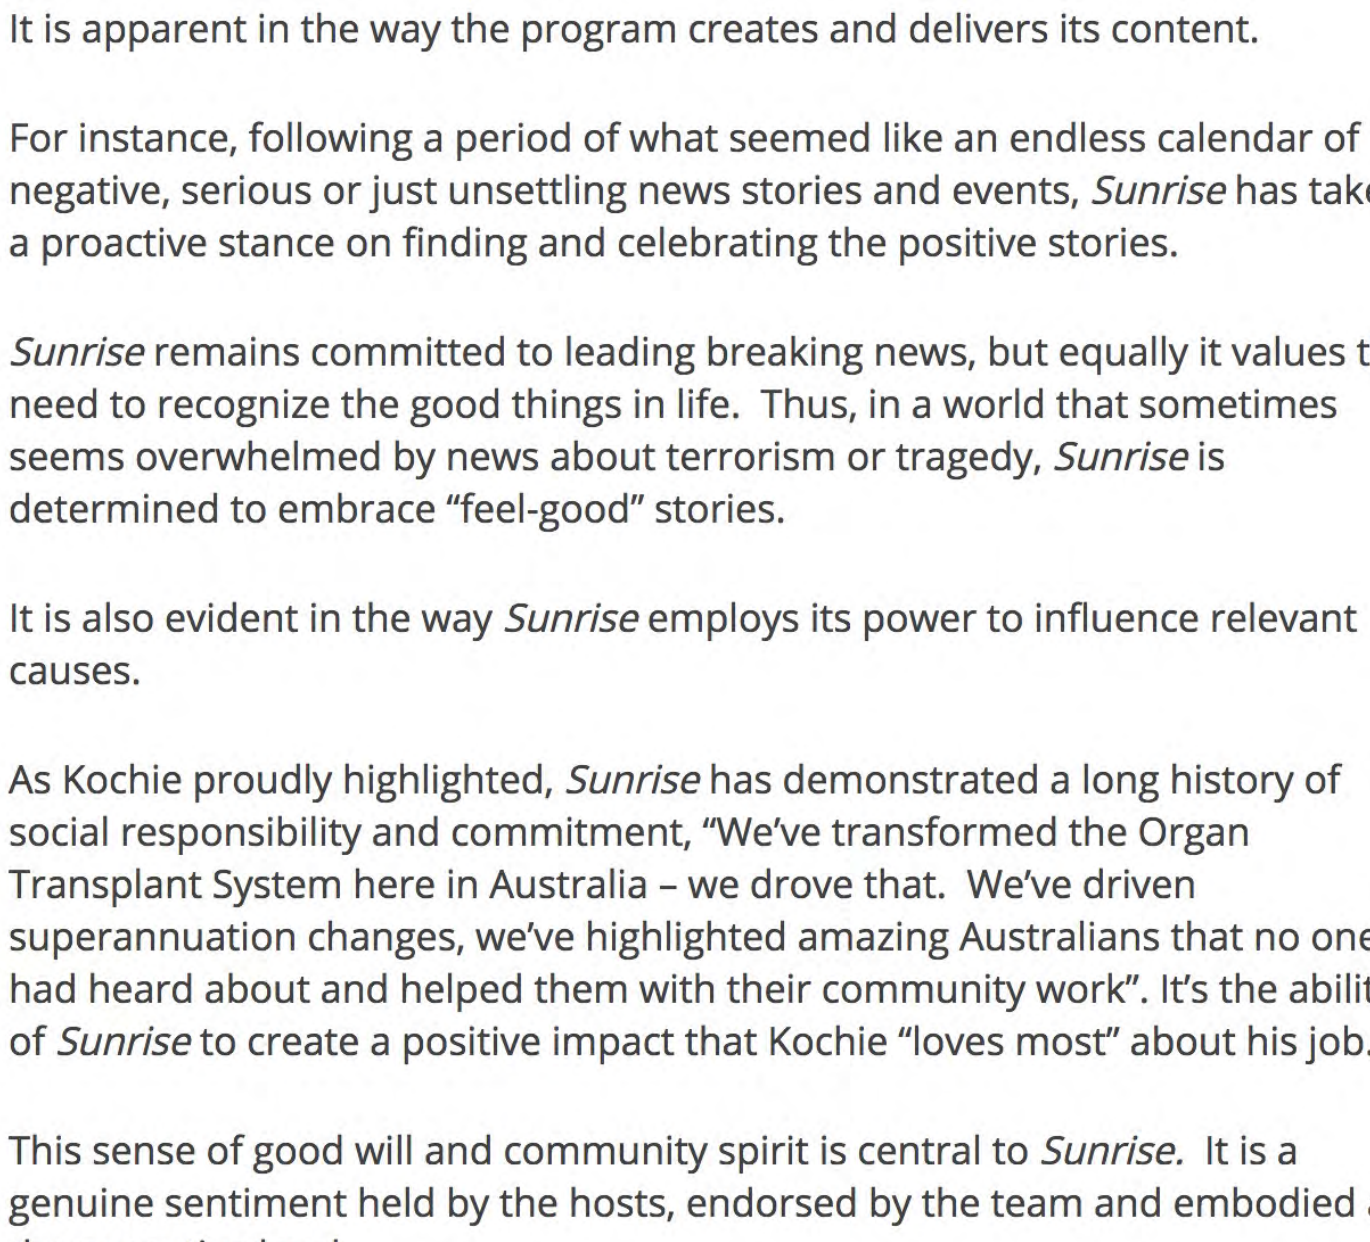 It is apparent in the way the program creates and delivers its content.
For instance, following a period of what seemed like an endless calendar of
negative, serious or just unsettling news stories and events, Sunrise has
a proactive stance on finding and celebrating the positive stories.
Sunrise remains committed to leading breaking news, but equally it values
need to recognize the good things in life.  Thus, in a world that sometimes
seems overwhelmed by news about terrorism or tragedy, Sunrise is
determined to embrace “feel-good” stories.
It is also evident in the way Sunrise employs its power to influence relevant
causes.
As Kochie proudly highlighted, Sunrise has demonstrated a long history of
social responsibility and commitment, “We’ve transformed the Organ
Transplant System here in Australia – we drove that.  We’ve driven
superannuation changes, we’ve highlighted amazing Australians that no one
had heard about and helped them with their community work”. It’s the
of Sunrise to create a positive impact that Kochie “loves most” about his job.
This sense of good will and community spirit is central to Sunrise.  It is a
genuine sentiment held by the hosts, endorsed by the team and embodied